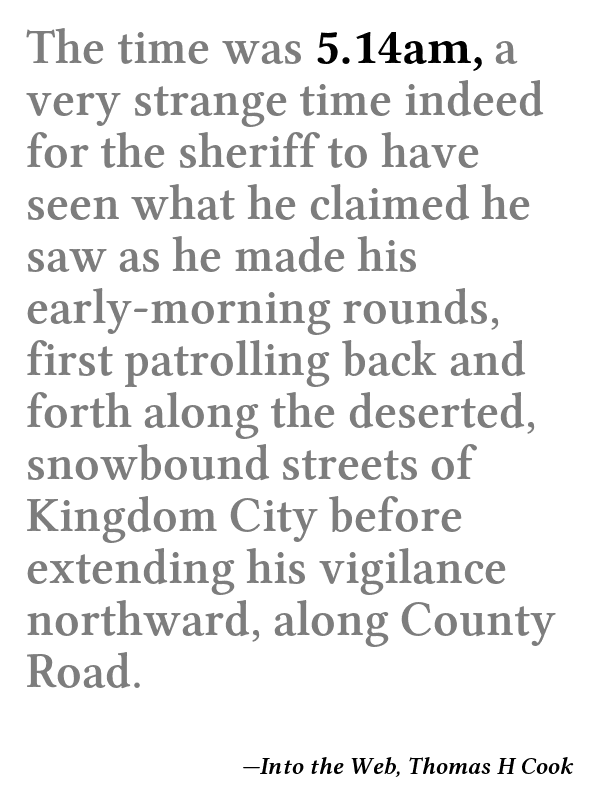 The time was 5.14am, a
very strange time indeed
for the sheriff to have
seen what he claimed he
saw as he made his
early-morning rounds,
first patrolling back and
forth along the deserted,
snowbound streets of
Kingdom City before
extending his vigilance
northward, along County
Road.
—Into the Web, Thomas H Cook